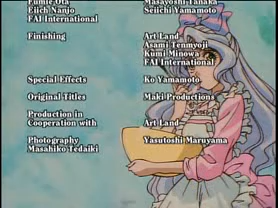 Fumie Ota
Masayoshi Tanaka
Eiich Nanjo
Seiichi Yamamoto
FAI International
Finishing
Art Land
Asami Tenmyoji
Kumi Minowa
FAI International
Special Effects
Ko Yamamoto
Original Titles
Maki Productions
Production in
Cooperation with
Art Land
Photography
Yasutoshi Maruyama
Masahiko Tedaiki